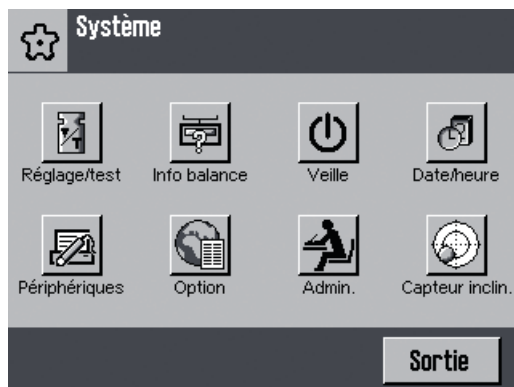 Système
Réglage/test Info balance Veille Date/heure
Périphériques Option Admin. Capteur inclin.
Sortie